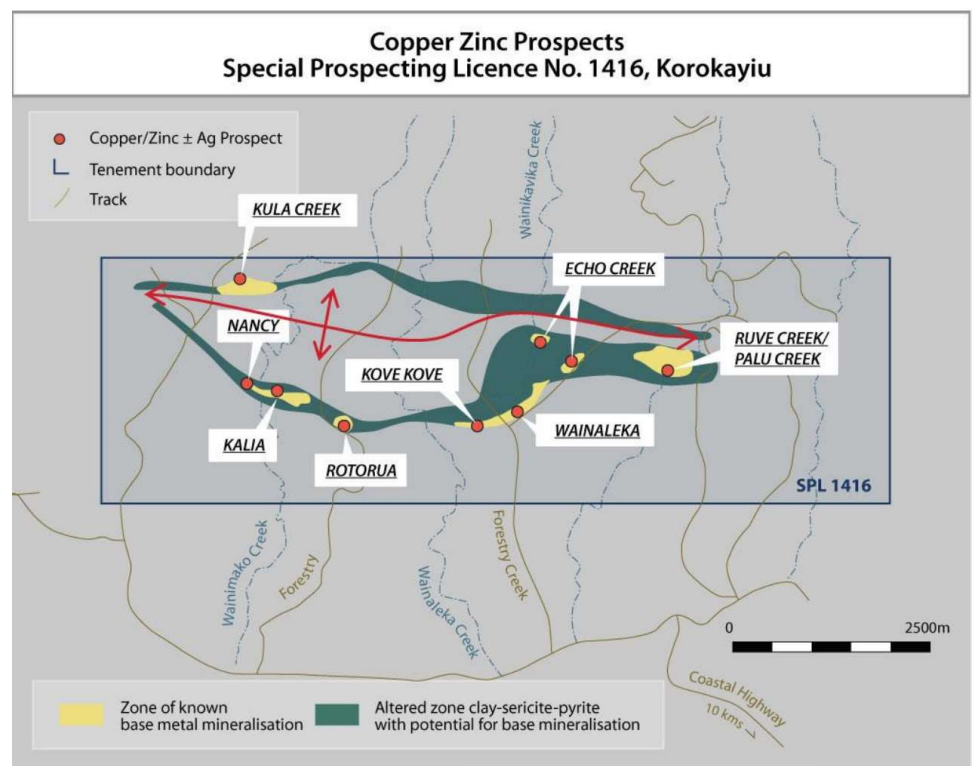 Copper Zinc Prospects
Special Prospecting Licence No. 1416, Korokayiu
Copper/Zinc ± Ag Prospect
Tenement boundary
Track
Wainikavika Creek
KULA CREEK
ECHO CREEK
NANCY
RUVE CREEK/
PALU CREEK
KOVE KOVE
KALIA
WAINALEKA
ROTORUA
SPL 1416
Wainimako Creek
Forestry
Wainaleka Creek
Forestry Creek
0
2500m
Coastal Highway
10 kms
Zone of known
base metal mineralisation
Altered zone clay-sericite-pyrite
with potential for base mineralisation